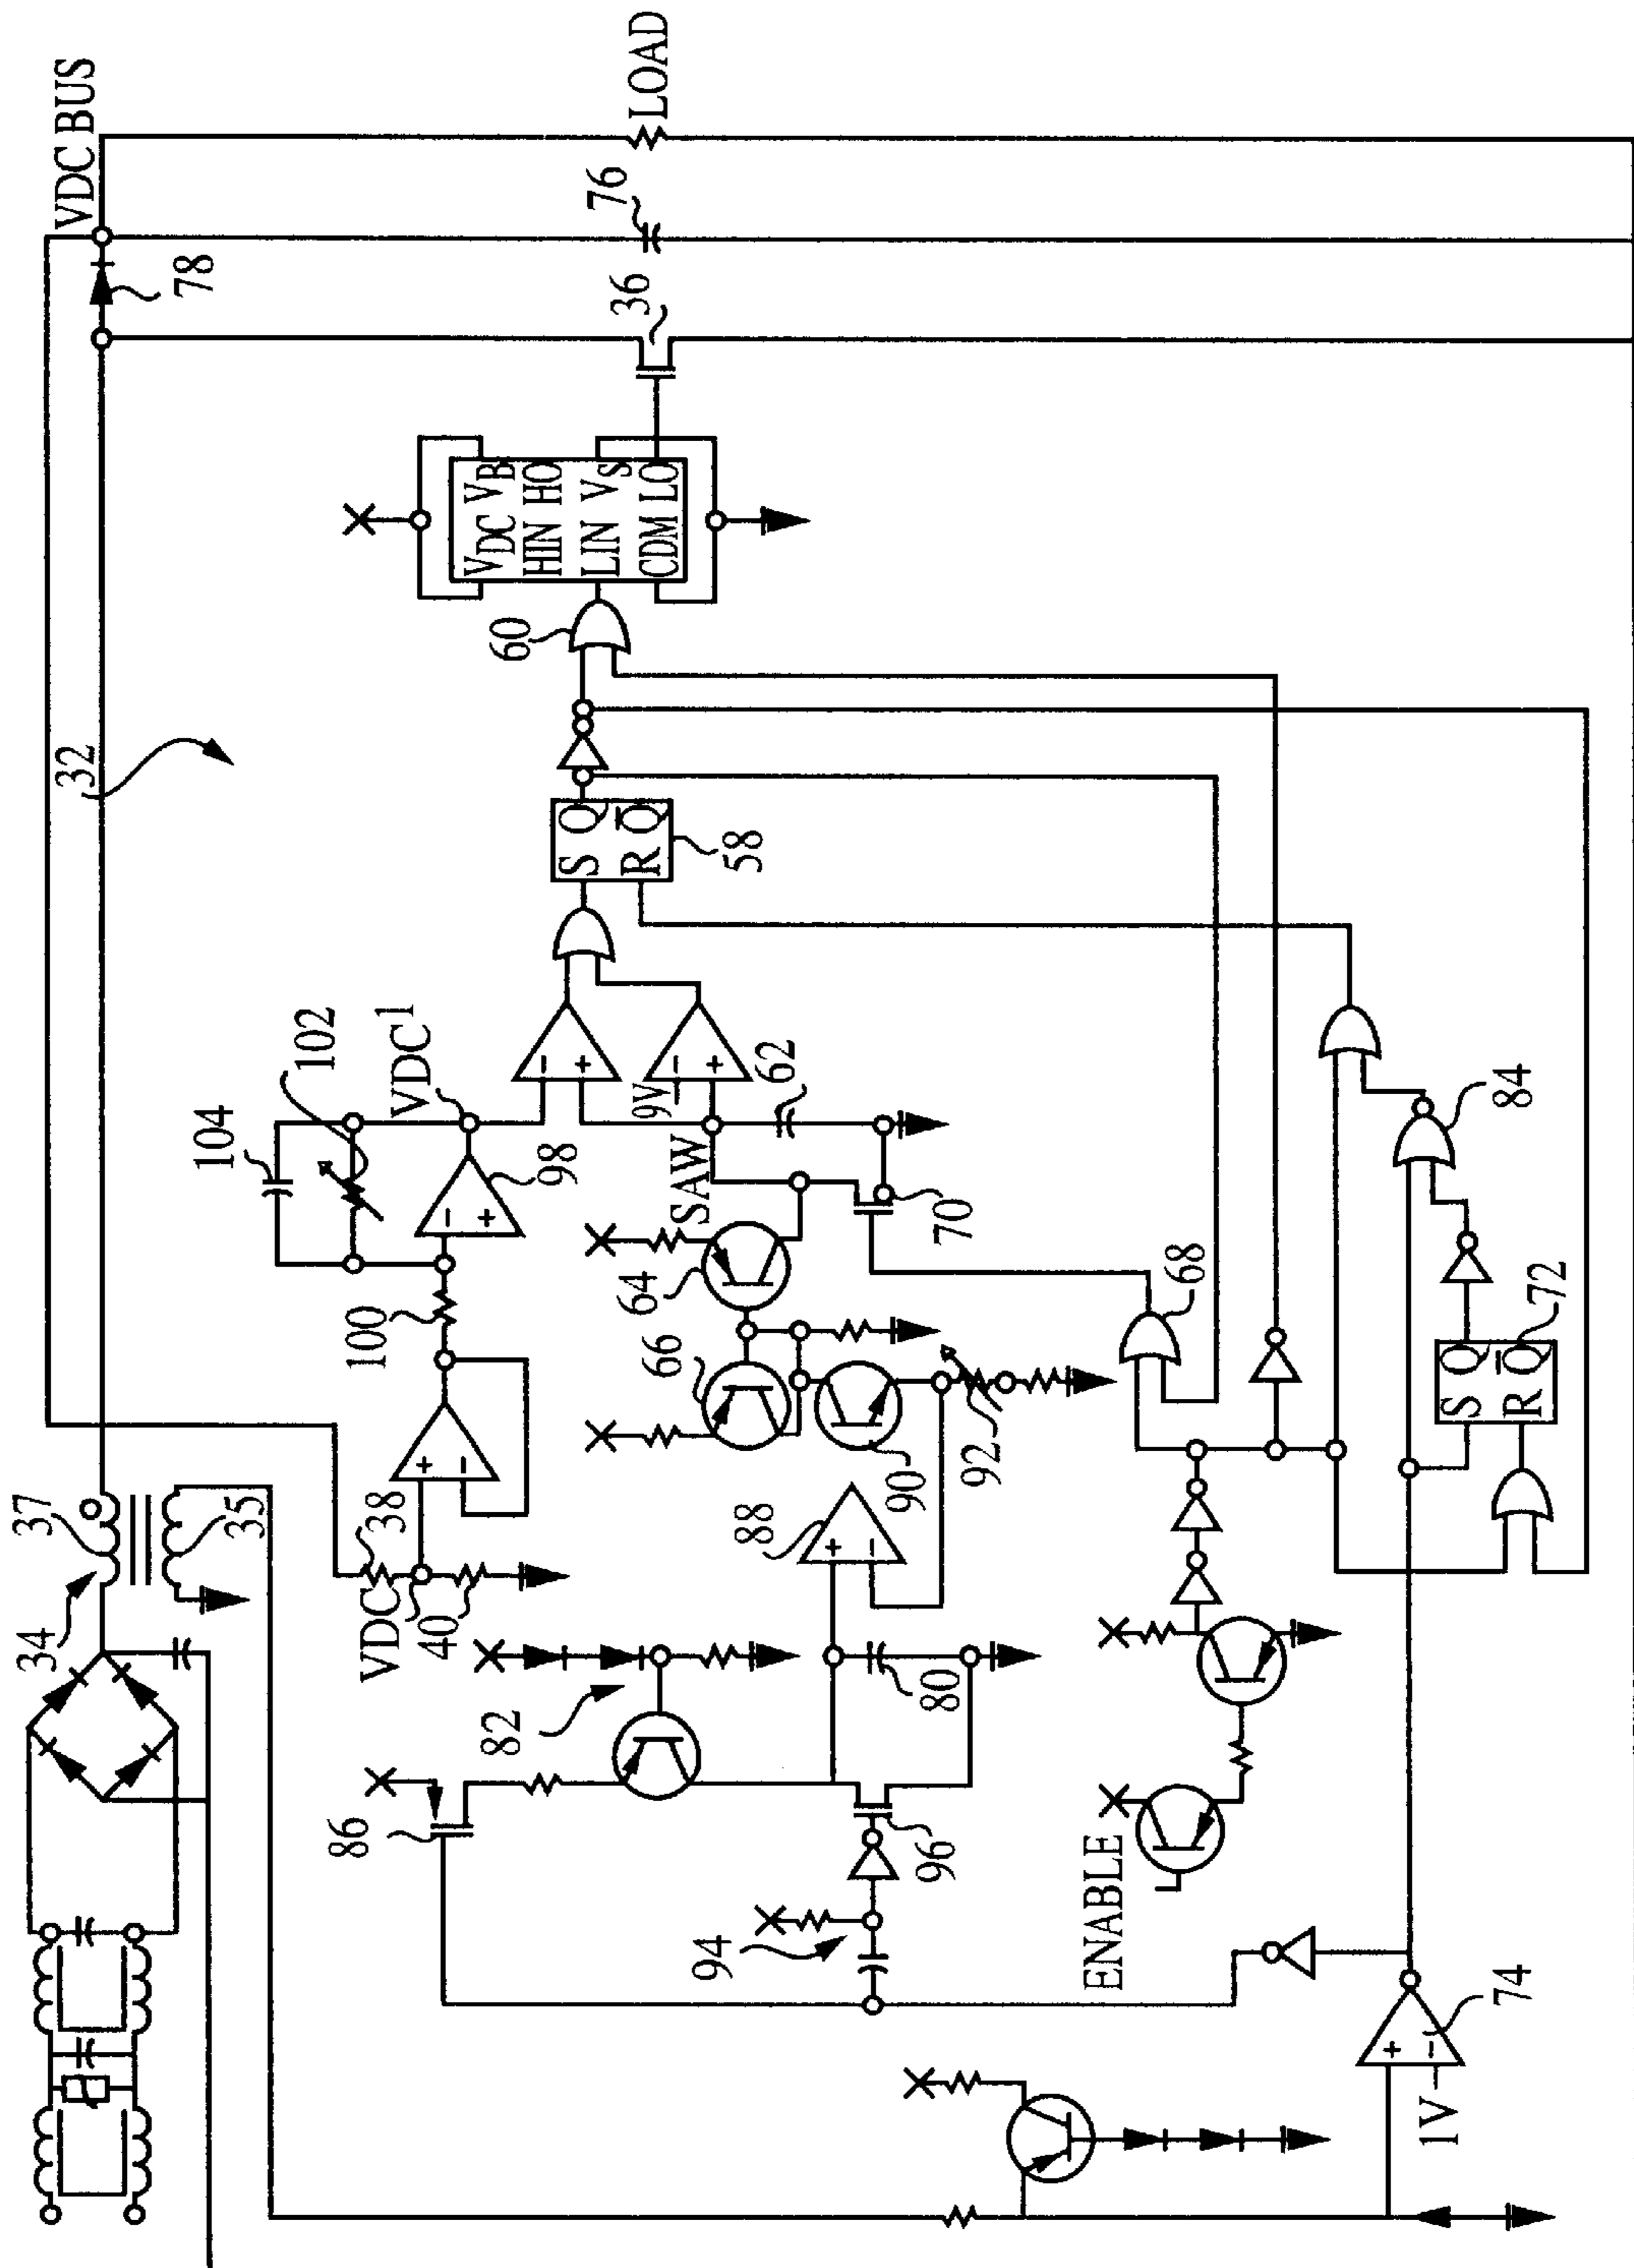 VDC BUS
LOAD
76
78
36
VDC VB
HIN HO
LIN VS
CDM LO
60
32
S Q
R Q̅
58
102
104
VDC1
98
9V
62
SAW
64
70
100
66
68
84
37
35
34
38
VDC
40
88
90
92
72
S Q
R Q̅
82
80
86
96
94
ENABLE
74
1V
+
−
+
−
+
−
+
−
+
−
+
−